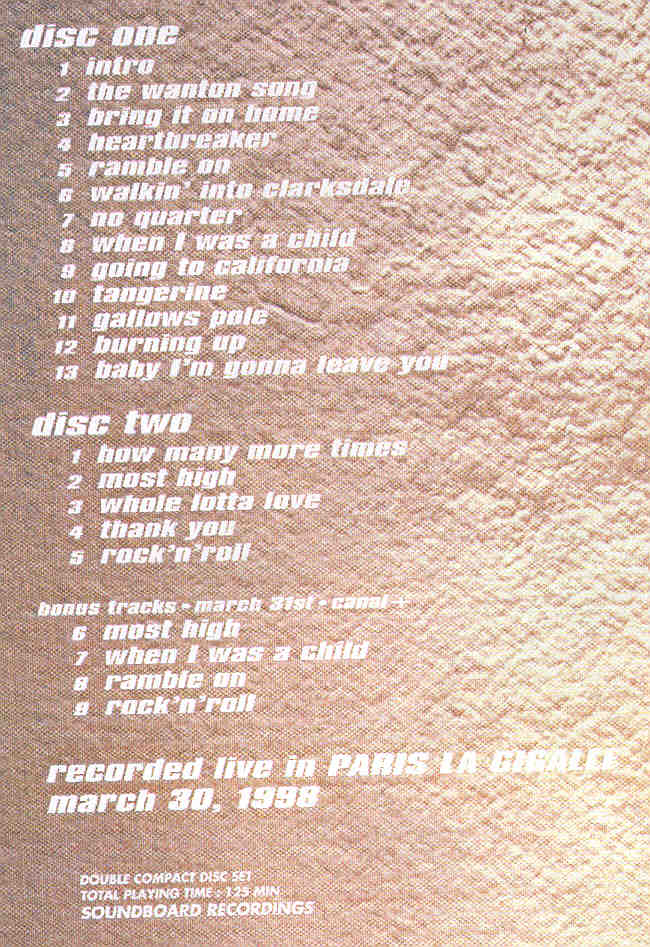 disc one
1 intro
2 the wanton song
3 bring it on home
4 heartbreaker
5 ramble on
6 walkin' into clarksdale
7 no quarter
8 when I was a child
9 going to california
10 tangerine
11 gallows pole
12 burning up
13 baby I'm gonna leave you
disc two
1 how many more times
2 most high
3 whole lotta love
4 thank you
5 rock'n'roll
bonus tracks • march 31st • canal+
6 most high
7 when I was a child
8 ramble on
9 rock'n'roll
recorded live in PARIS LA CIGALLE
march 30, 1998
DOUBLE COMPACT DISC SET
TOTAL PLAYING TIME : 125 MIN
SOUNDBOARD RECORDINGS